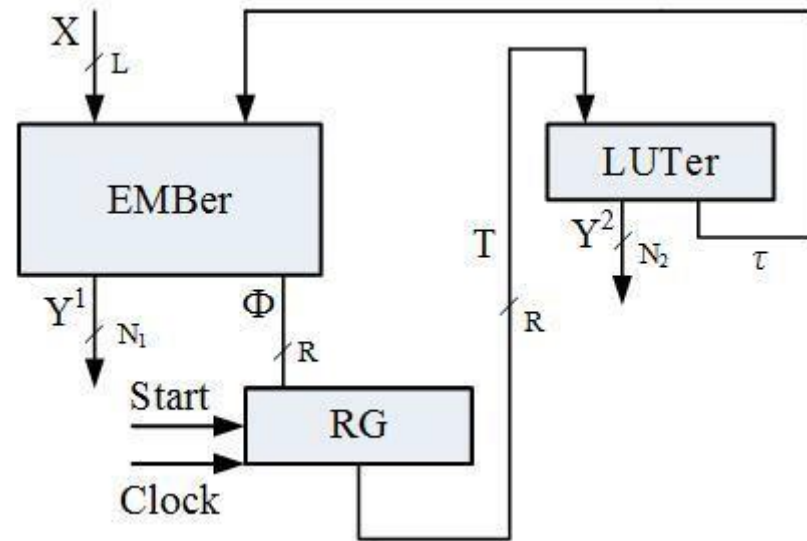 X
L
EMBer
LUTer
Y²
N₂
τ
T
R
Y¹
N₁
Φ
R
Start
RG
Clock